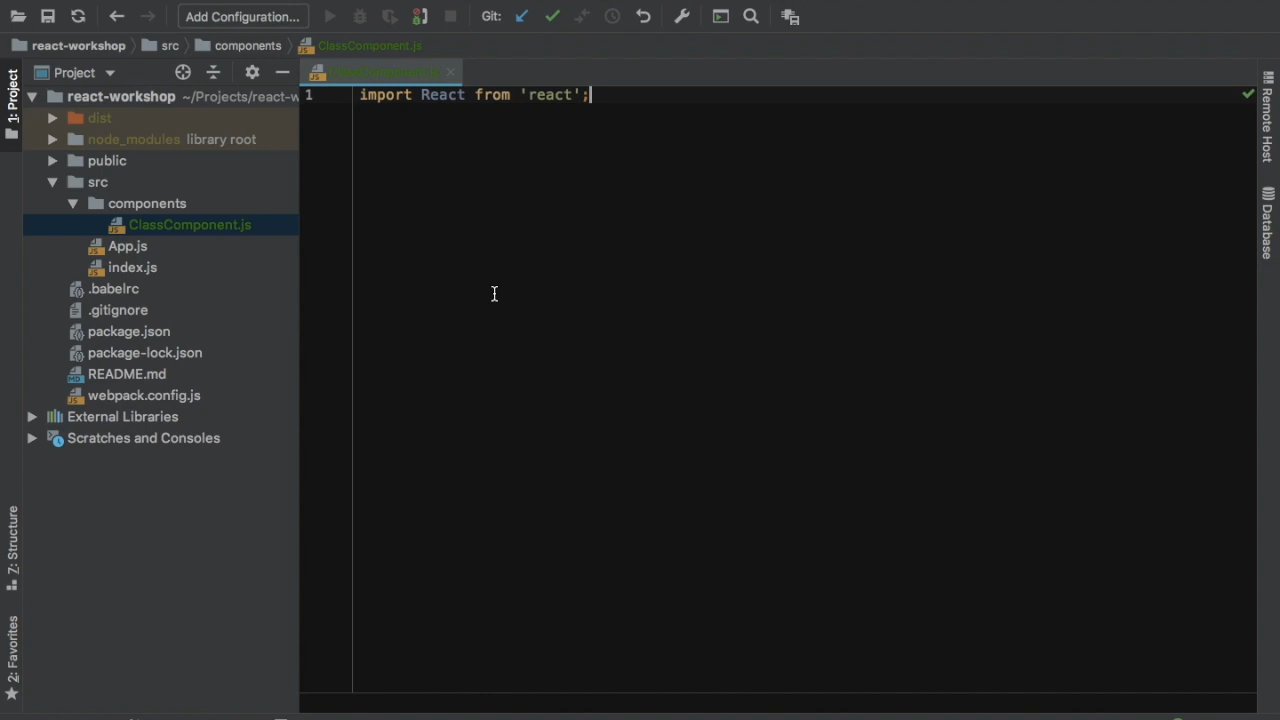 Add Configuration...
Git:
react-workshop
src
components
ClassComponent.js
1: Project
Project
ClassComponent.js
react-workshop ~/Projects/react-w
dist
node_modules library root
public
src
components
ClassComponent.js
App.js
index.js
.babelrc
.gitignore
package.json
package-lock.json
README.md
webpack.config.js
External Libraries
Scratches and Consoles
Z: Structure
2: Favorites
1 import React from 'react';
Remote Host
Database